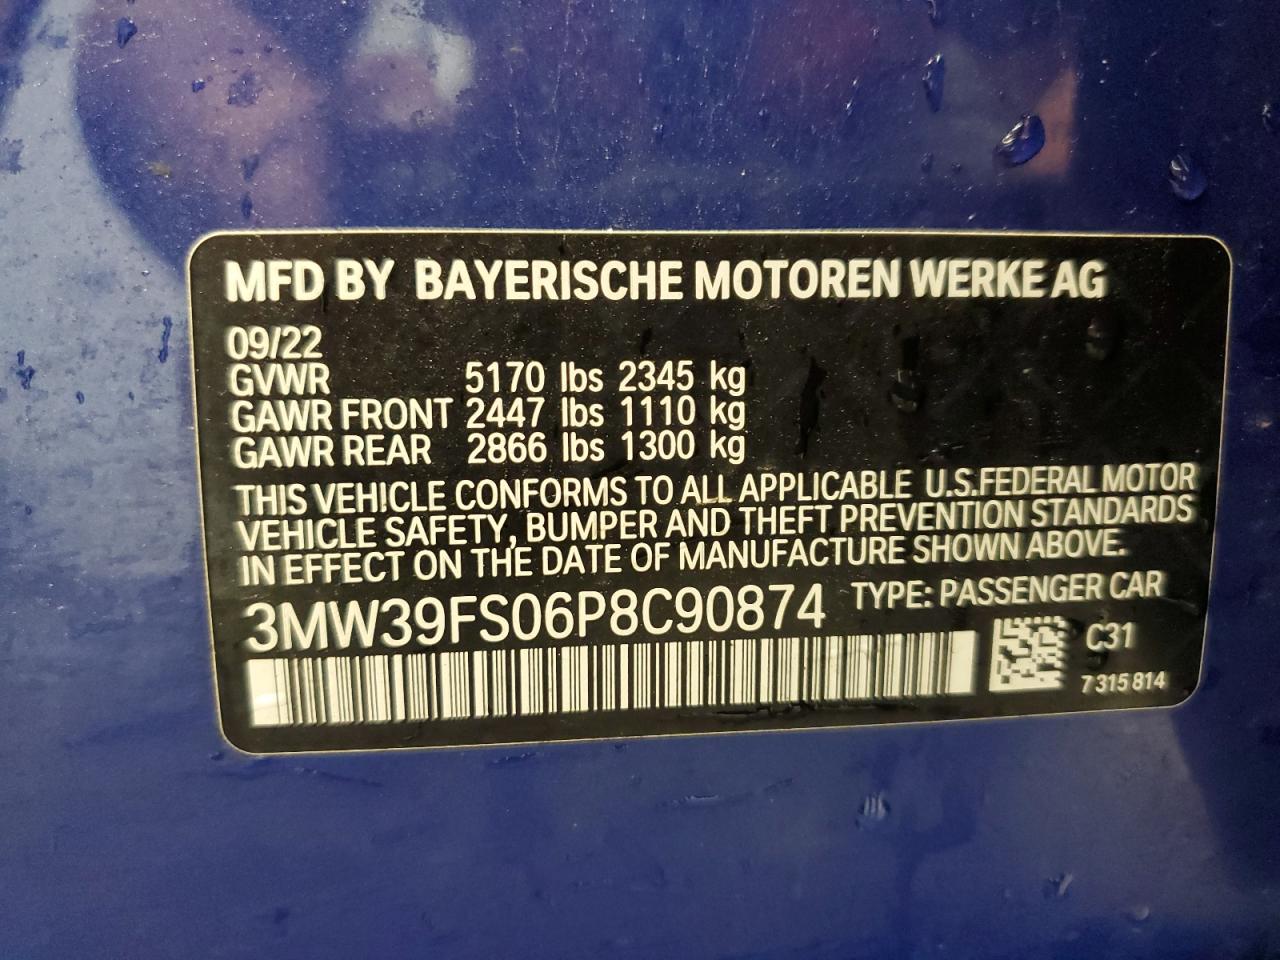 MFD BY BAYERISCHE MOTOREN WERKE AG
09/22
GVWR 5170 lbs 2345 kg
GAWR FRONT 2447 lbs 1110 kg
GAWR REAR 2866 lbs 1300 kg
THIS VEHICLE CONFORMS TO ALL APPLICABLE U.S.FEDERAL MOTOR
VEHICLE SAFETY, BUMPER AND THEFT PREVENTION STANDARDS
IN EFFECT ON THE DATE OF MANUFACTURE SHOWN ABOVE.
3MW39FS06P8C90874 TYPE: PASSENGER CAR
C31
7 315 814